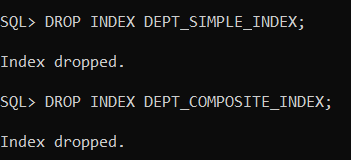 SQL> DROP INDEX DEPT_SIMPLE_INDEX;
Index dropped.
SQL> DROP INDEX DEPT_COMPOSITE_INDEX;
Index dropped.